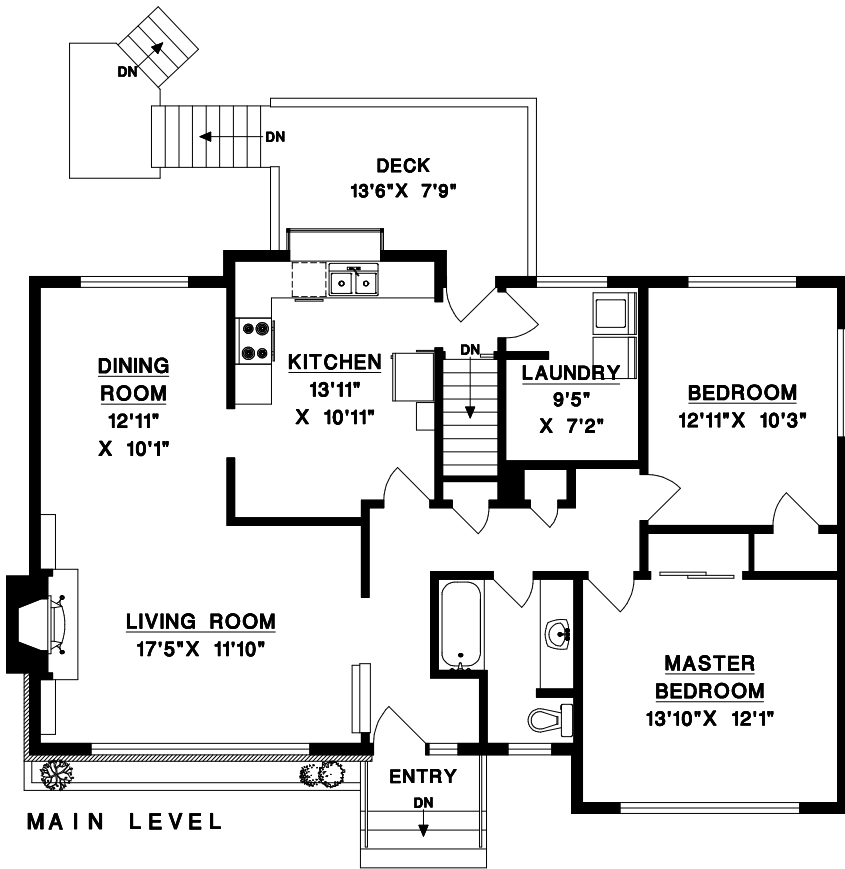 DN
DN
DECK
13'6"X 7'9"
DN
KITCHEN
13'11"
X 10'11"
DINING
ROOM
12'11"
X 10'1"
LAUNDRY
9'5"
X 7'2"
BEDROOM
12'11"X 10'3"
LIVING ROOM
17'5"X 11'10"
MASTER
BEDROOM
13'10"X 12'1"
ENTRY
DN
MAIN LEVEL